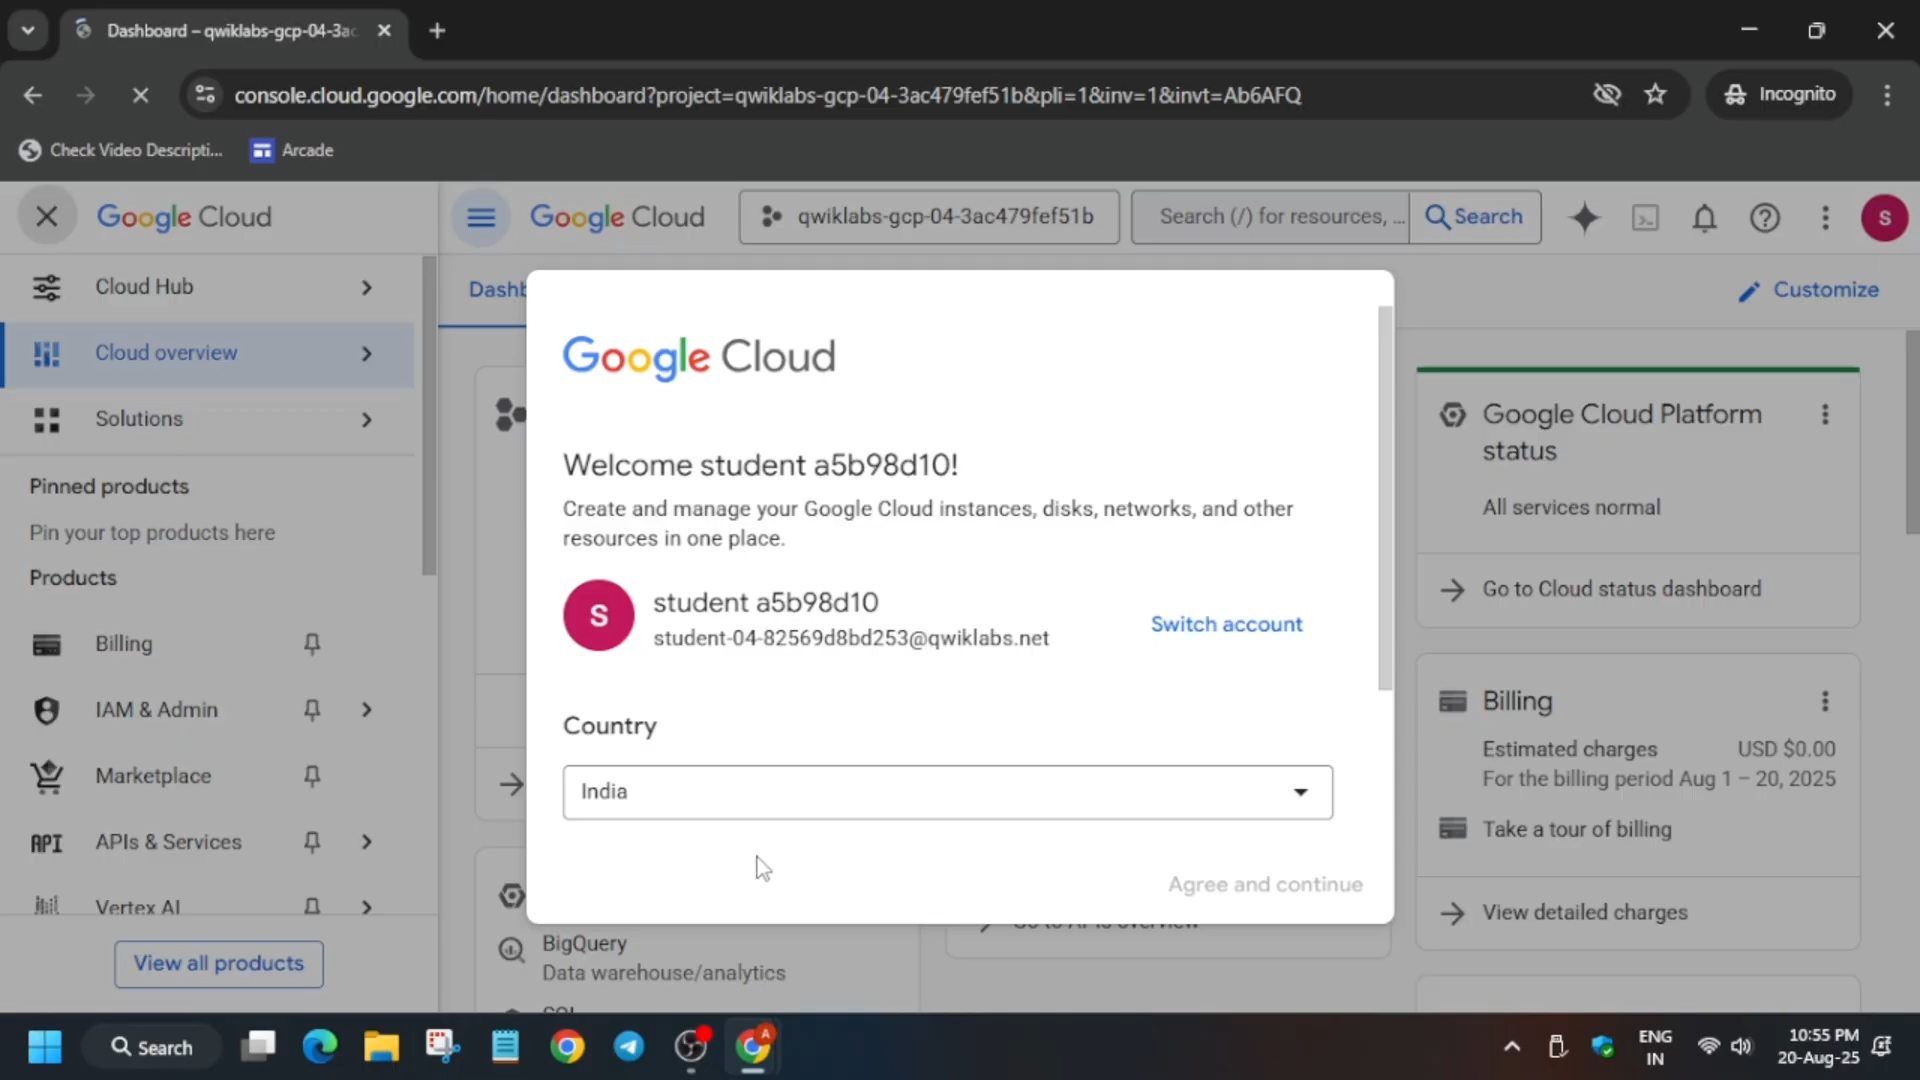 Dashboard – qwiklabs-gcp-04-3ac
console.cloud.google.com/home/dashboard?project=qwiklabs-gcp-04-3ac479fef51b&pli=1&inv=1&invt=Ab6AFQ
Incognito
Check Video Descripti...
Arcade
Google Cloud
Google Cloud
qwiklabs-gcp-04-3ac479fef51b
Search (/) for resources, ...
Search
S
Cloud Hub
Cloud overview
Solutions
Pinned products
Pin your top products here
Products
Billing
IAM & Admin
Marketplace
API APIs & Services
Vertex AI
View all products
Dashb
Customize
Google Cloud
Welcome student a5b98d10!
Create and manage your Google Cloud instances, disks, networks, and other
resources in one place.
S
student a5b98d10
student-04-82569d8bd253@qwiklabs.net
Switch account
Country
India
Agree and continue
BigQuery
Data warehouse/analytics
Google Cloud Platform
status
All services normal
Go to Cloud status dashboard
Billing
Estimated charges USD $0.00
For the billing period Aug 1 – 20, 2025
Take a tour of billing
View detailed charges
Search
A
ENG
IN
10:55 PM
20-Aug-25